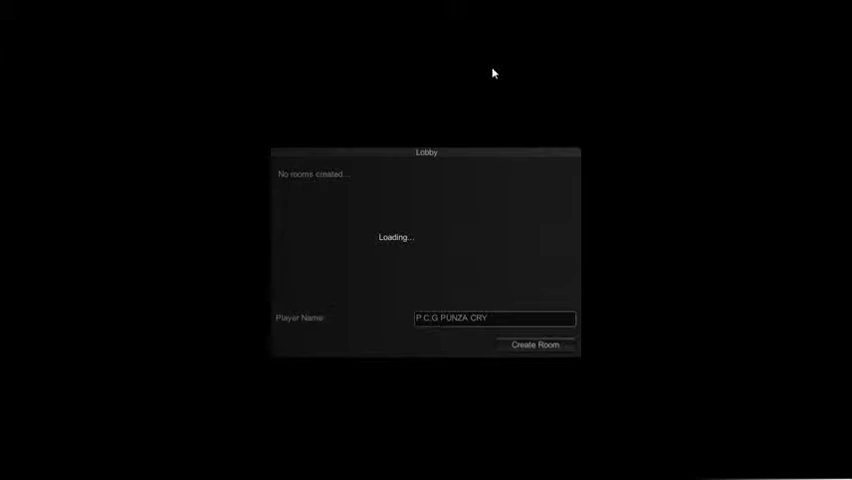 Lobby
No rooms created...
Loading...
Player Name:
P C.G PUNZA CRY
Create Room